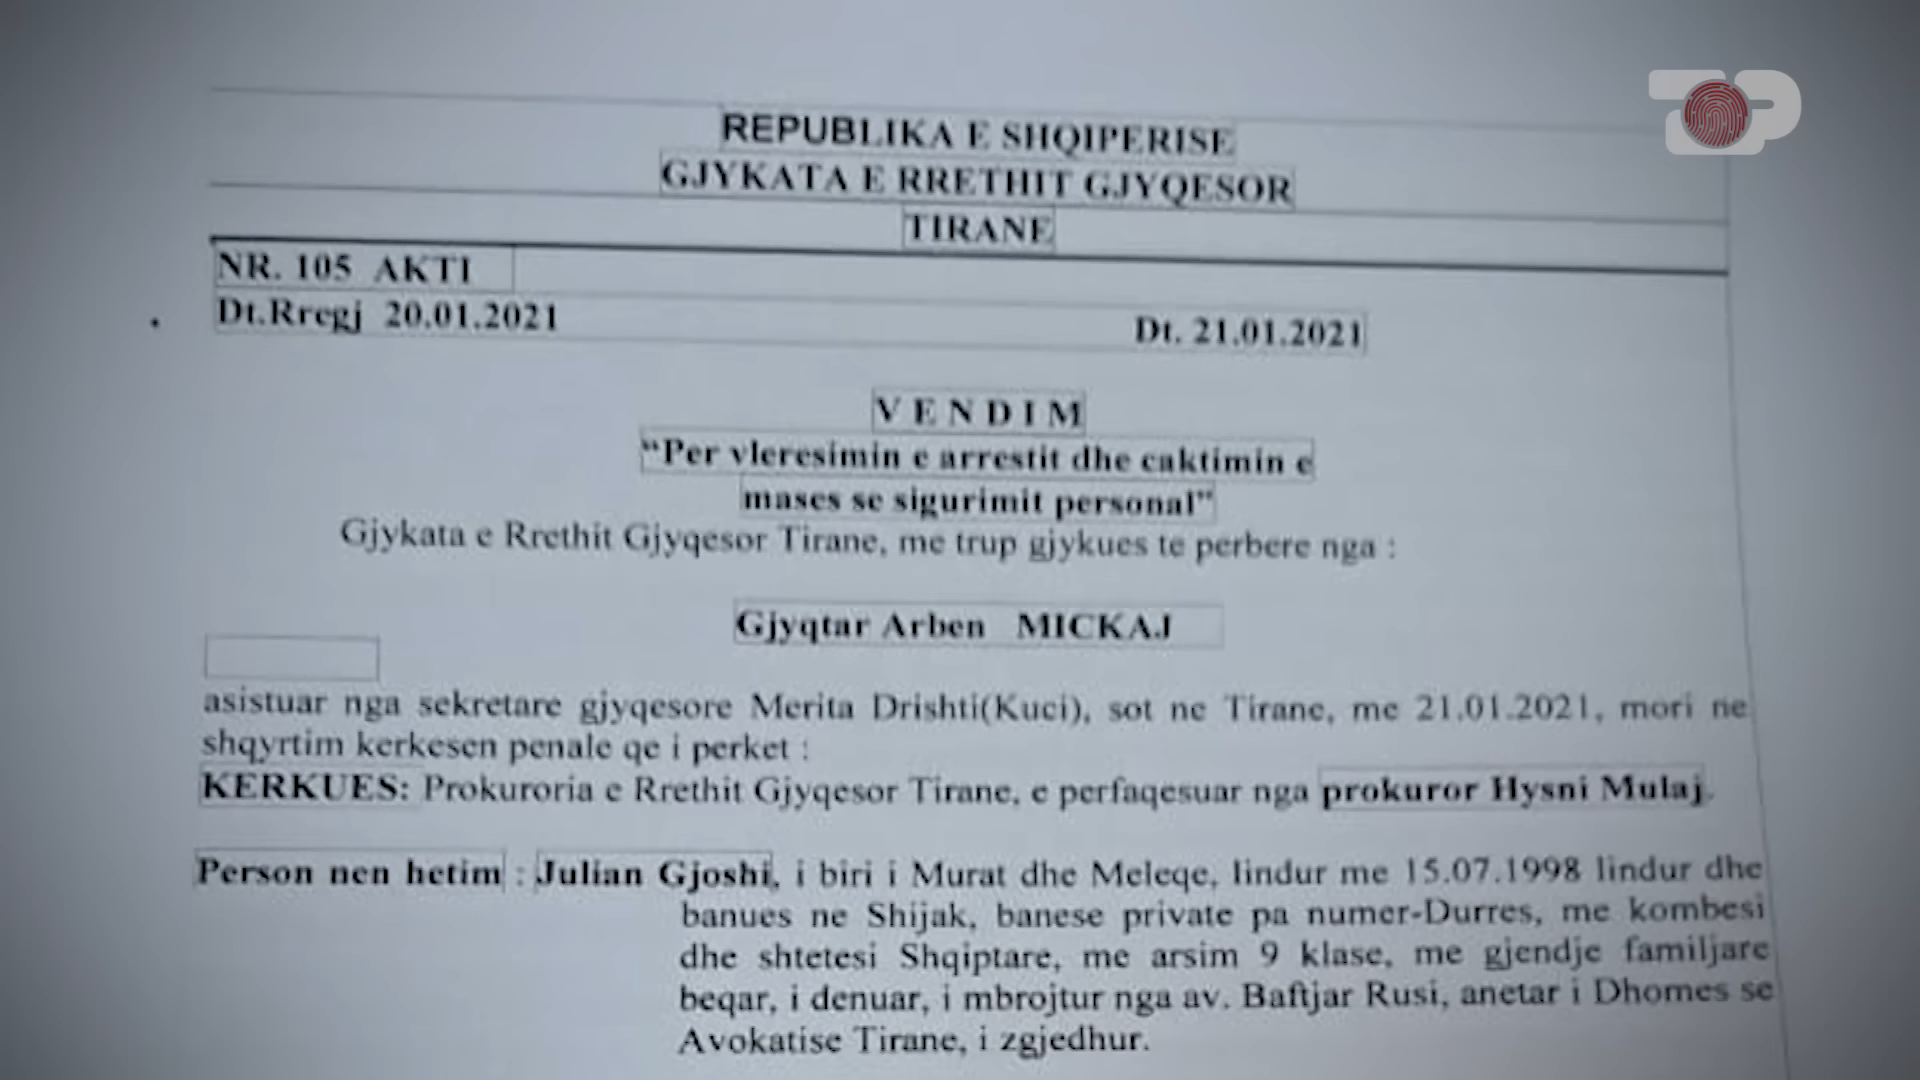 REPUBLIKA E SHQIPERISE
GJYKATA E RRETHIT GJYQESOR
TIRANE
NR. 105 AKTI
Dt.Rregj 20.01.2021 Dt. 21.01.2021
V E N D I M
“Per vleresimin e arrestit dhe caktimin e
mases se sigurimit personal”
Gjykata e Rrethit Gjyqesor Tirane, me trup gjykues te perbere nga :
Gjyqtar Arben MICKAJ
asistuar nga sekretare gjyqesore Merita Drishti(Kuci), sot ne Tirane, me 21.01.2021, mori ne
shqyrtim kerkesen penale qe i perket :
KERKUES: Prokuroria e Rrethit Gjyqesor Tirane, e perfaqesuar nga prokuror Hysni Mulaj.
Person nen hetim : Julian Gjoshi, i biri i Murat dhe Meleqe, lindur me 15.07.1998 lindur dhe
banues ne Shijak, banese private pa numer-Durres, me kombesi
dhe shtetesi Shqiptare, me arsim 9 klase, me gjendje familjare
beqar, i denuar, i mbrojtur nga av. Baftjar Rusi, anetar i Dhomes se
Avokatise Tirane, i zgjedhur.